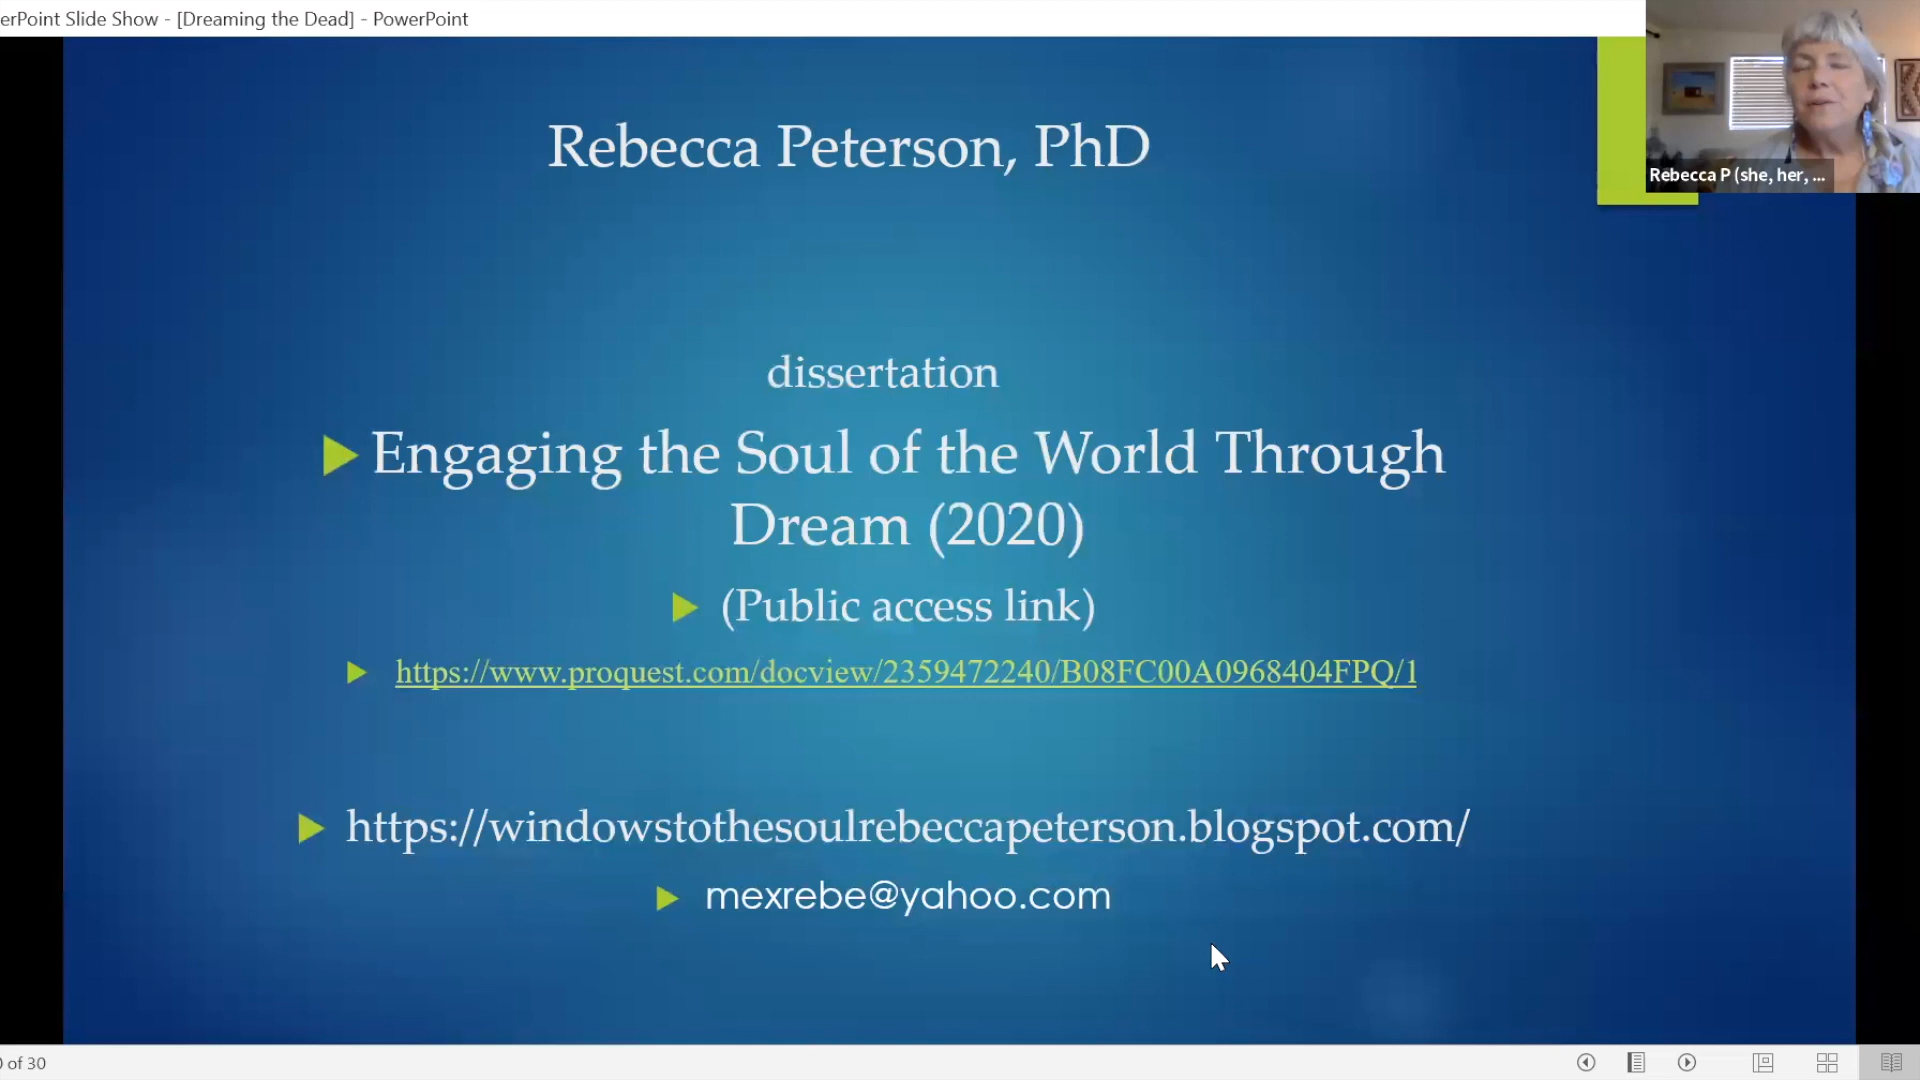 erPoint Slide Show - [Dreaming the Dead] - PowerPoint
Rebecca P (she, her, ...
Rebecca Peterson, PhD
dissertation
Engaging the Soul of the World Through
Dream (2020)
(Public access link)
https://www.proquest.com/docview/2359472240/B08FC00A0968404FPQ/1
https://windowstothesoulrebeccapeterson.blogspot.com/
mexrebe@yahoo.com
of 30